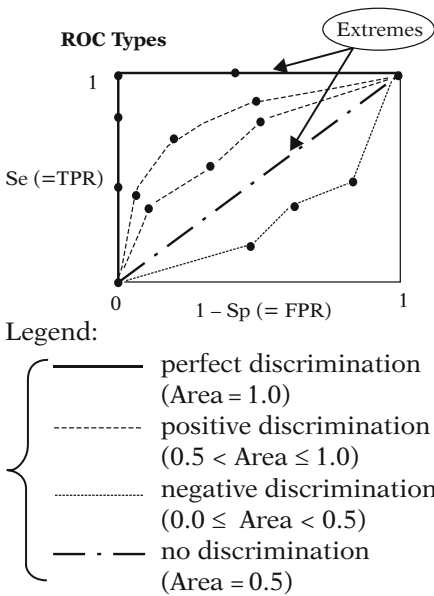 Extremes
ROC Types
1
Se (=TPR)
0
1 – Sp (= FPR)
1
Legend:
perfect discrimination
(Area = 1.0)
positive discrimination
(0.5 < Area ≤ 1.0)
negative discrimination
(0.0 ≤ Area < 0.5)
no discrimination
(Area = 0.5)